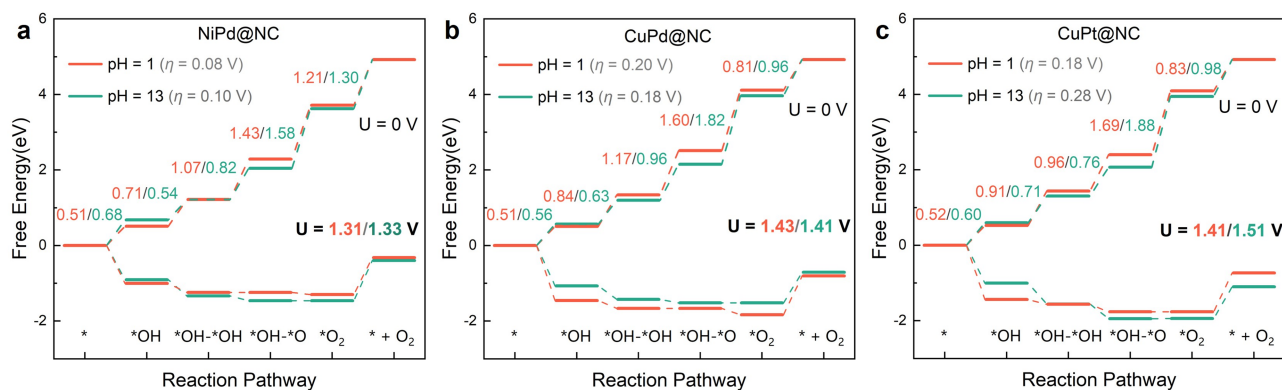 a
NiPd@NC
pH = 1 (η = 0.08 V)
pH = 13 (η = 0.10 V)
1.21/1.30
1.43/1.58
1.07/0.82
0.71/0.54
0.51/0.68
U = 0 V
U = 1.31/1.33 V
6
4
2
0
-2
Free Energy(eV)
*
*OH
*OH-*OH
*OH-*O
*O₂
* + O₂
Reaction Pathway
b
CuPd@NC
pH = 1 (η = 0.20 V)
pH = 13 (η = 0.18 V)
0.81/0.96
1.60/1.82
1.17/0.96
0.84/0.63
0.51/0.56
U = 0 V
U = 1.43/1.41 V
6
4
2
0
-2
Free Energy(eV)
*
*OH
*OH-*OH
*OH-*O
*O₂
* + O₂
Reaction Pathway
c
CuPt@NC
pH = 1 (η = 0.18 V)
pH = 13 (η = 0.28 V)
0.83/0.98
1.69/1.88
0.96/0.76
0.91/0.71
0.52/0.60
U = 0 V
U = 1.41/1.51 V
6
4
2
0
-2
Free Energy(eV)
*
*OH
*OH-*OH
*OH-*O
*O₂
* + O₂
Reaction Pathway